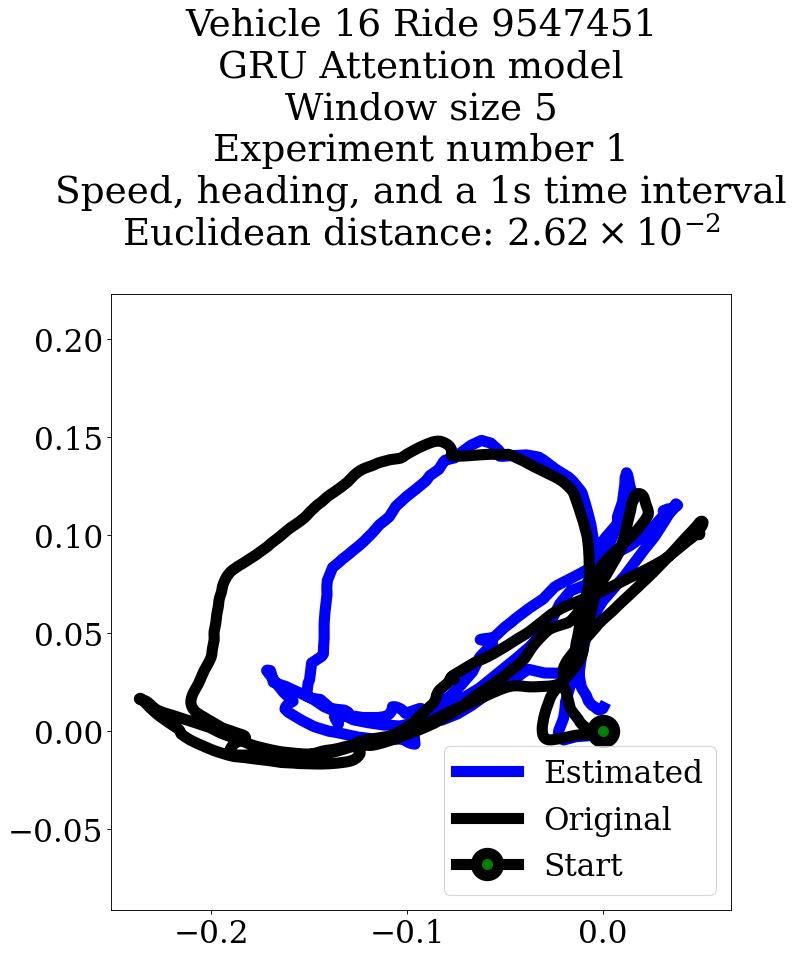 Vehicle 16 Ride 9547451
GRU Attention model
Window size 5
Experiment number 1
Speed, heading, and a 1s time interval
Euclidean distance: 2.62 × 10⁻²
0.20
0.15
0.10
0.05
0.00
−0.05
Estimated
Original
Start
−0.2
−0.1
0.0